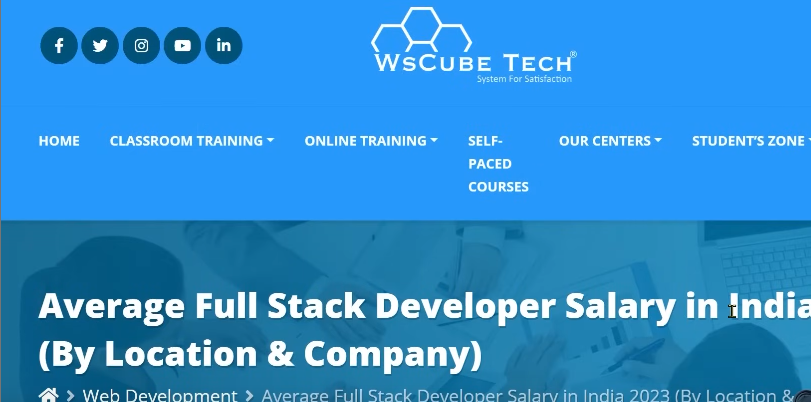 WsCube Tech®
System For Satisfaction
HOME CLASSROOM TRAINING ONLINE TRAINING SELF-PACED COURSES OUR CENTERS STUDENT'S ZONE
Average Full Stack Developer Salary in India
(By Location & Company)
Web Development Average Full Stack Developer Salary in India 2023 (By Location &